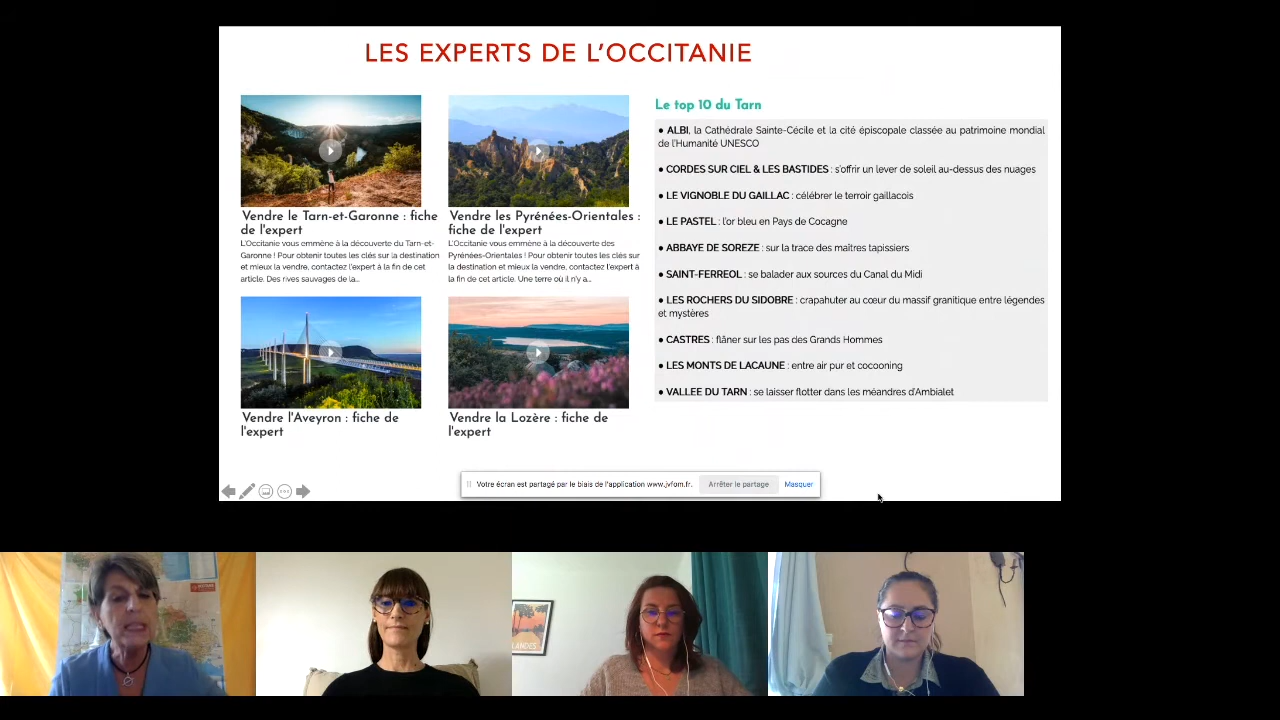 LES EXPERTS DE L'OCCITANIE
Vendre le Tarn-et-Garonne : fiche
de l'expert
L'Occitanie vous emmène à la découverte du Tarn-et-
Garonne ! Pour obtenir toutes les clés sur la destination
et mieux la vendre, contactez l'expert à la fin de cet
article. Des rives sauvages de la...
Vendre les Pyrénées-Orientales :
fiche de l'expert
L'Occitanie vous emmène à la découverte des
Pyrénées-Orientales ! Pour obtenir toutes les clés sur
la destination et mieux la vendre, contactez l'expert à
la fin de cet article. Une terre où il n'y a...
Vendre l'Aveyron : fiche de
l'expert
Vendre la Lozère : fiche de
l'expert
Le top 10 du Tarn
● ALBI, la Cathédrale Sainte-Cécile et la cité épiscopale classée au patrimoine mondial
de l'Humanité UNESCO
● CORDES SUR CIEL & LES BASTIDES : s'offrir un lever de soleil au-dessus des nuages
● LE VIGNOBLE DU GAILLAC : célébrer le terroir gaillacois
● LE PASTEL : l'or bleu en Pays de Cocagne
● ABBAYE DE SOREZE : sur la trace des maîtres tapissiers
● SAINT-FERREOL : se balader aux sources du Canal du Midi
● LES ROCHERS DU SIDOBRE : crapahuter au cœur du massif granitique entre légendes
et mystères
● CASTRES : flâner sur les pas des Grands Hommes
● LES MONTS DE LACAUNE : entre air pur et cocooning
● VALLEE DU TARN : se laisser flotter dans les méandres d'Ambialet
Votre écran est partagé par le biais de l'application www.jvfom.fr.
Arrêter le partage
Masquer
LANDES